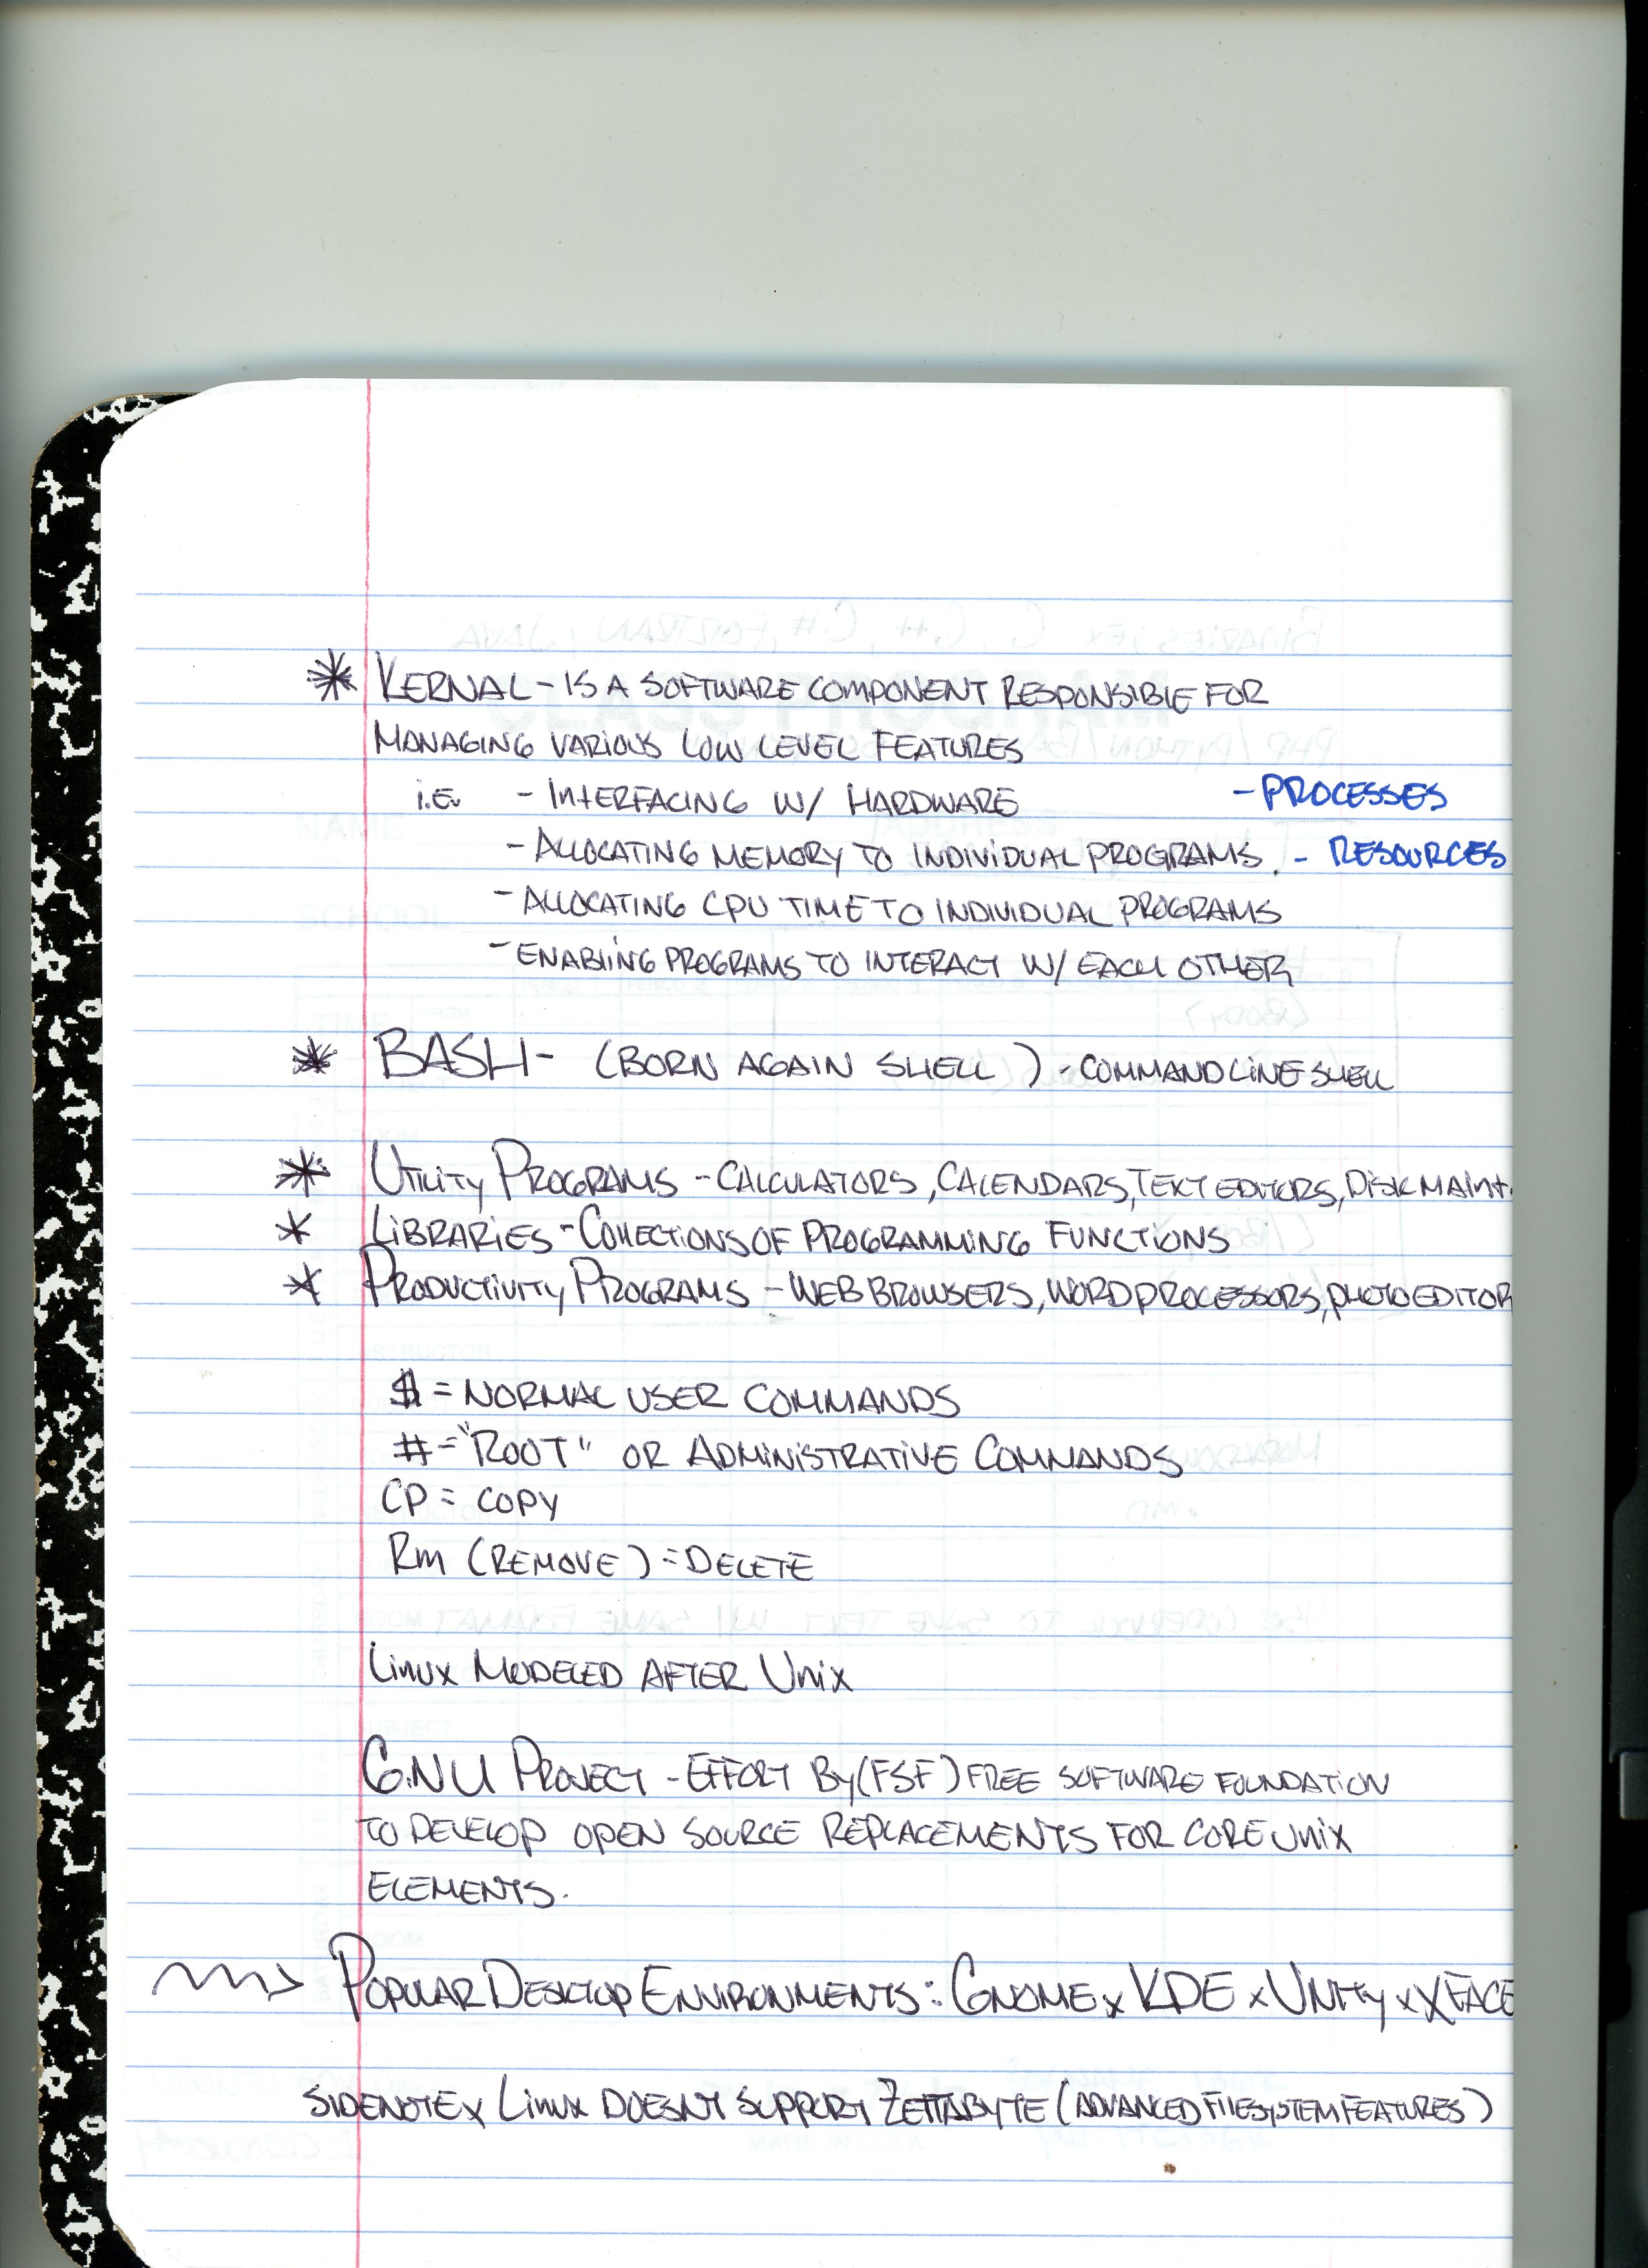 * KERNAL - IS A SOFTWARE COMPONENT RESPONSIBLE FOR
MANAGING VARIOUS LOW LEVEL FEATURES
i.E. - INTERFACING W/ HARDWARE - PROCESSES
- ALLOCATING MEMORY TO INDIVIDUAL PROGRAMS. - RESOURCES
- ALLOCATING CPU TIME TO INDIVIDUAL PROGRAMS
- ENABLING PROGRAMS TO INTERACT W/ EACH OTHER
* BASH - (BORN AGAIN SHELL) - COMMAND LINE SHELL
* UTILITY PROGRAMS - CALCULATORS, CALENDARS, TEXT EDITORS, DISK MAINT.
* LIBRARIES - COLLECTIONS OF PROGRAMMING FUNCTIONS
* PRODUCTIVITY PROGRAMS - WEB BROWSERS, WORD PROCESSORS, PHOTO EDITOR
$ = NORMAL USER COMMANDS
# = "ROOT" OR ADMINISTRATIVE COMMANDS
CP = COPY
Rm (REMOVE) = DELETE
LINUX MODELED AFTER UNIX
G.NU PROJECT - EFFORT BY (FSF) FREE SOFTWARE FOUNDATION
TO DEVELOP OPEN SOURCE REPLACEMENTS FOR CORE UNIX
ELEMENTS.
POPULAR DESKTOP ENVIRONMENTS: GNOME x KDE x UNITY x XFACE
SIDENOTE x LINUX DOESNT SUPPORT ZETTABYTE (ADVANCED FILESYSTEM FEATURES)